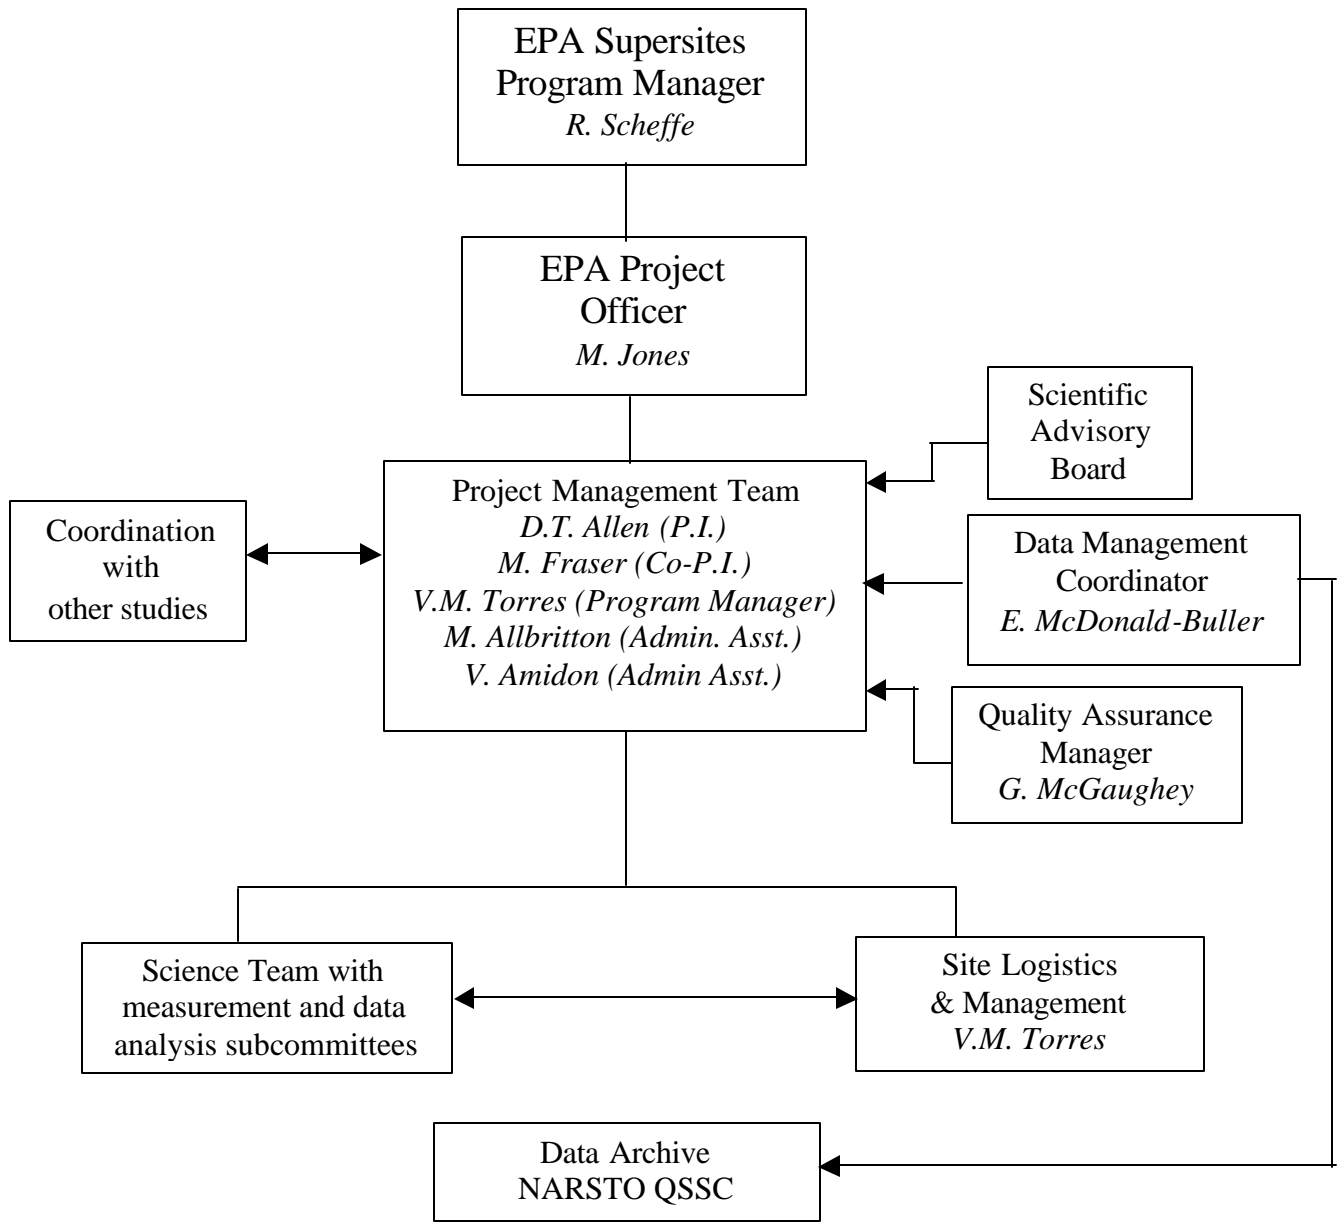 EPA Supersites
Program Manager
R. Scheffe
EPA Project
Officer
M. Jones
Scientific
Advisory
Board
Project Management Team
D.T. Allen (P.I.)
M. Fraser (Co-P.I.)
V.M. Torres (Program Manager)
M. Allbritton (Admin. Asst.)
V. Amidon (Admin Asst.)
Coordination
with
other studies
Data Management
Coordinator
E. McDonald-Buller
Quality Assurance
Manager
G. McGaughey
Science Team with
measurement and data
analysis subcommittees
Site Logistics
& Management
V.M. Torres
Data Archive
NARSTO QSSC